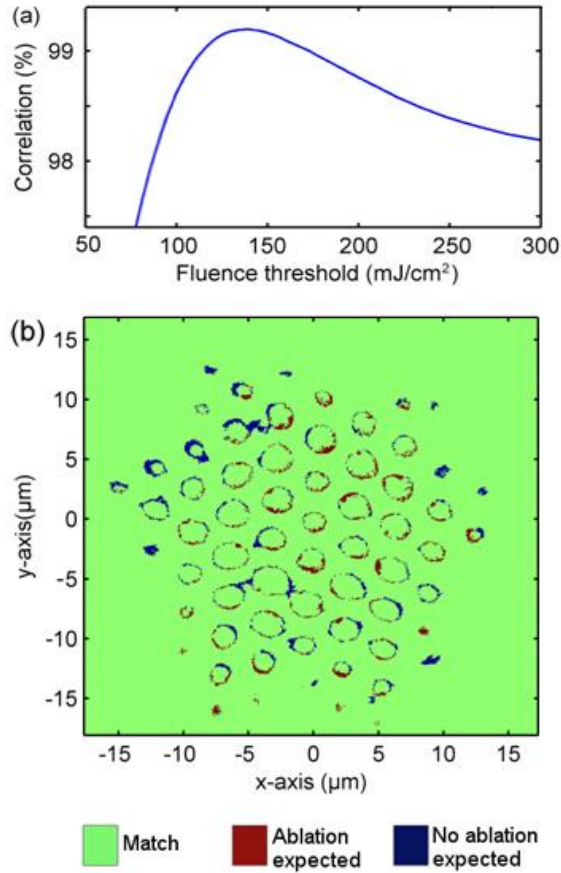 (a)
Correlation (%)
99
98
50 100 150 200 250 300
Fluence threshold (mJ/cm²)
(b)
y-axis(µm)
15
10
5
0
-5
-10
-15
-15 -10 -5 0 5 10 15
x-axis (µm)
Match
Ablation
expected
No ablation
expected